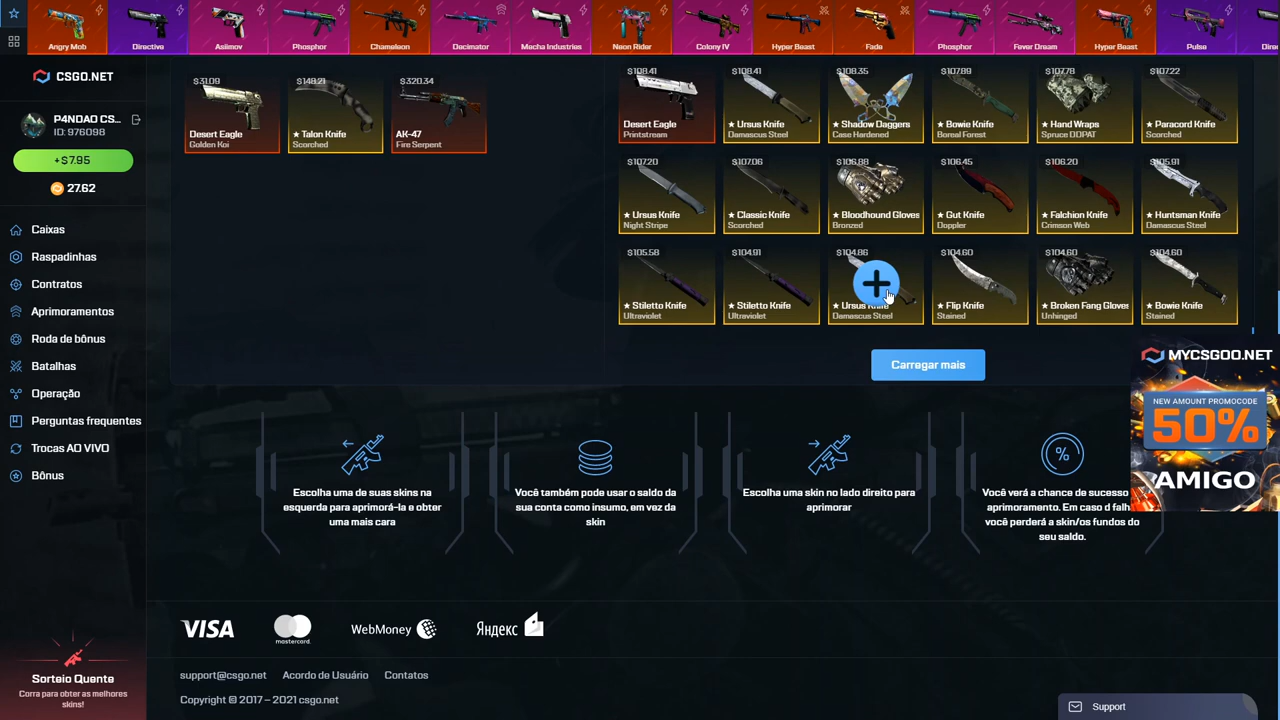 Angry Mob
Directive
Asiimov
Phosphor
Chameleon
Decimator
Mecha Industries
Neon Rider
Colony IV
Hyper Beast
Fade
Phosphor
Fever Dream
Hyper Beast
Pulse
Dire
CSGO.NET
P4NDAO CS...
ID: 976098
+$7.95
27.62
Caixas
Raspadinhas
Contratos
Aprimoramentos
Roda de bônus
Batalhas
Operação
Perguntas frequentes
Trocas AO VIVO
Bônus
Sorteio Quente
Corra para obter as melhores
skins!
$31.09
Desert Eagle
Golden Koi
$148.21
★ Talon Knife
Scorched
$320.34
AK-47
Fire Serpent
$108.41
Desert Eagle
Printstream
$108.41
★ Ursus Knife
Damascus Steel
$108.35
★ Shadow Daggers
Case Hardened
$107.89
★ Bowie Knife
Boreal Forest
$107.78
★ Hand Wraps
Spruce DDPAT
$107.22
★ Paracord Knife
Scorched
$107.20
★ Ursus Knife
Night Stripe
$107.06
★ Classic Knife
Scorched
$106.88
★ Bloodhound Gloves
Bronzed
$106.45
★ Gut Knife
Doppler
$106.20
★ Falchion Knife
Crimson Web
$105.91
★ Huntsman Knife
Damascus Steel
$105.58
★ Stiletto Knife
Ultraviolet
$104.91
★ Stiletto Knife
Ultraviolet
$104.86
★ Ursus Knife
Damascus Steel
$104.60
★ Flip Knife
Stained
$104.60
★ Broken Fang Gloves
Unhinged
$104.60
★ Bowie Knife
Stained
Carregar mais
MYCSGOO.NET
NEW AMOUNT PROMOCODE
50%
AMIGO
Escolha uma de suas skins na
esquerda para aprimorá-la e obter
uma mais cara
Você também pode usar o saldo da
sua conta como insumo, em vez da
skin
Escolha uma skin no lado direito para
aprimorar
%
Você verá a chance de sucesso
aprimoramento. Em caso d falh
você perderá a skin/os fundos do
seu saldo.
VISA
mastercard.
WebMoney
Яндекс
support@csgo.net
Acordo de Usuário
Contatos
Copyright © 2017 – 2021 csgo.net
Support